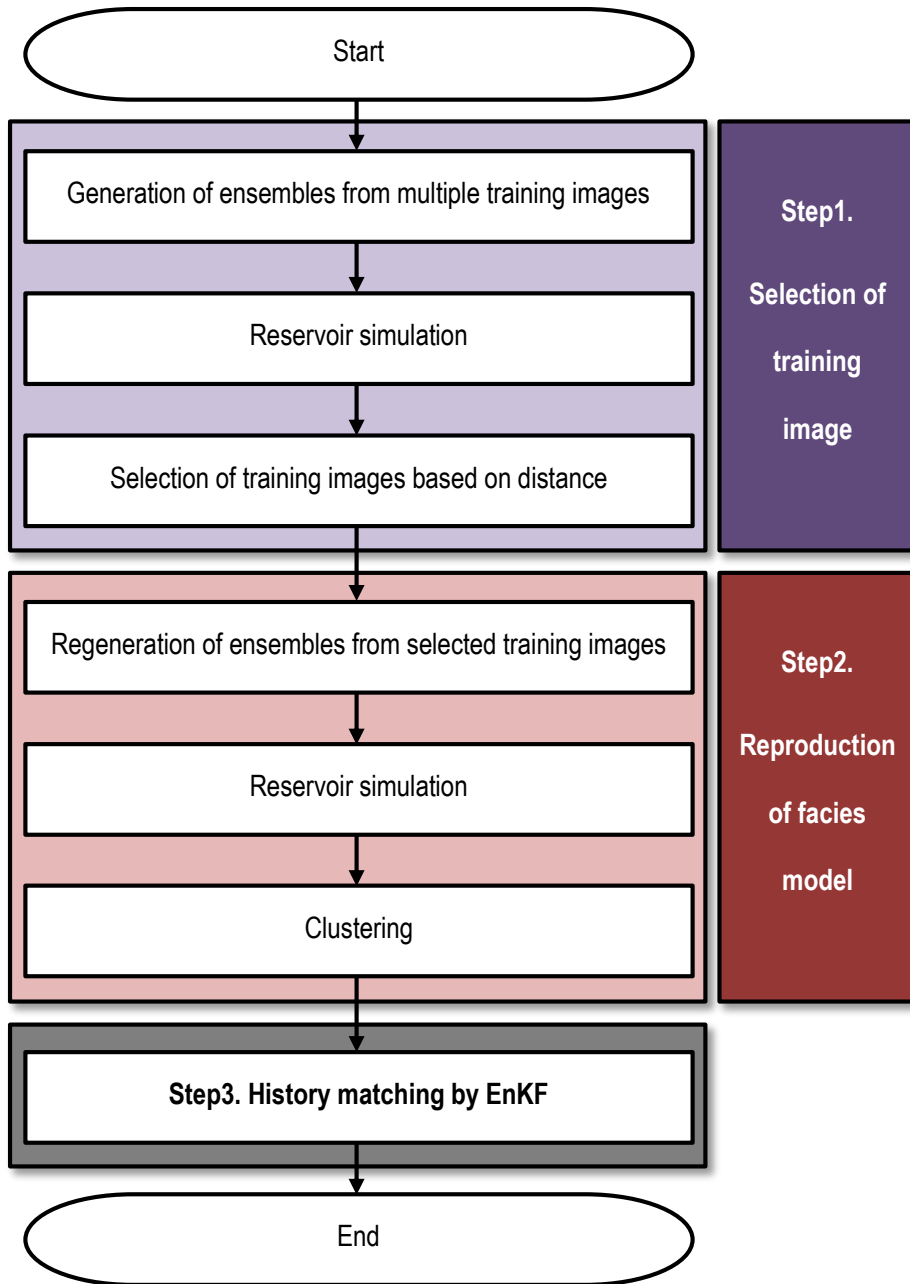 Start
Generation of ensembles from multiple training images
Reservoir simulation
Selection of training images based on distance
Step1.
Selection of
training
image
Regeneration of ensembles from selected training images
Reservoir simulation
Clustering
Step2.
Reproduction
of facies
model
Step3. History matching by EnKF
End